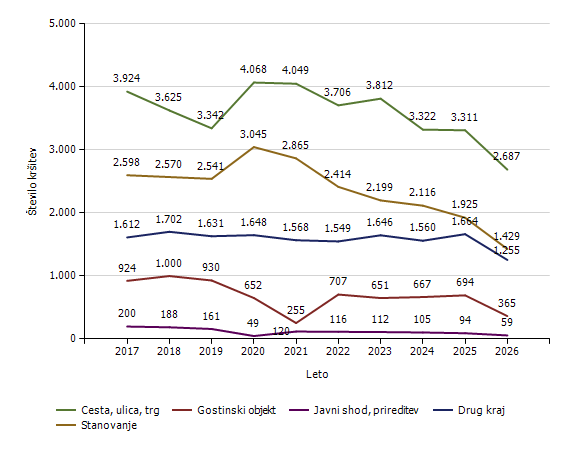 5.000
4.000
3.000
2.000
1.000
0
Število kršitev
3.924 3.625 3.342 4.068 4.049 3.706 3.812 3.322 3.311 2.687
2.598 2.570 2.541 3.045 2.865 2.414 2.199 2.116 1.925 1.429
1.612 1.702 1.631 1.648 1.568 1.549 1.646 1.560 1.664 1.255
924 1.000 930 652 255 707 651 667 694 365
200 188 161 49 120 116 112 105 94 59
2017 2018 2019 2020 2021 2022 2023 2024 2025 2026
Leto
Cesta, ulica, trg Gostinski objekt Javni shod, prireditev Drug kraj
Stanovanje